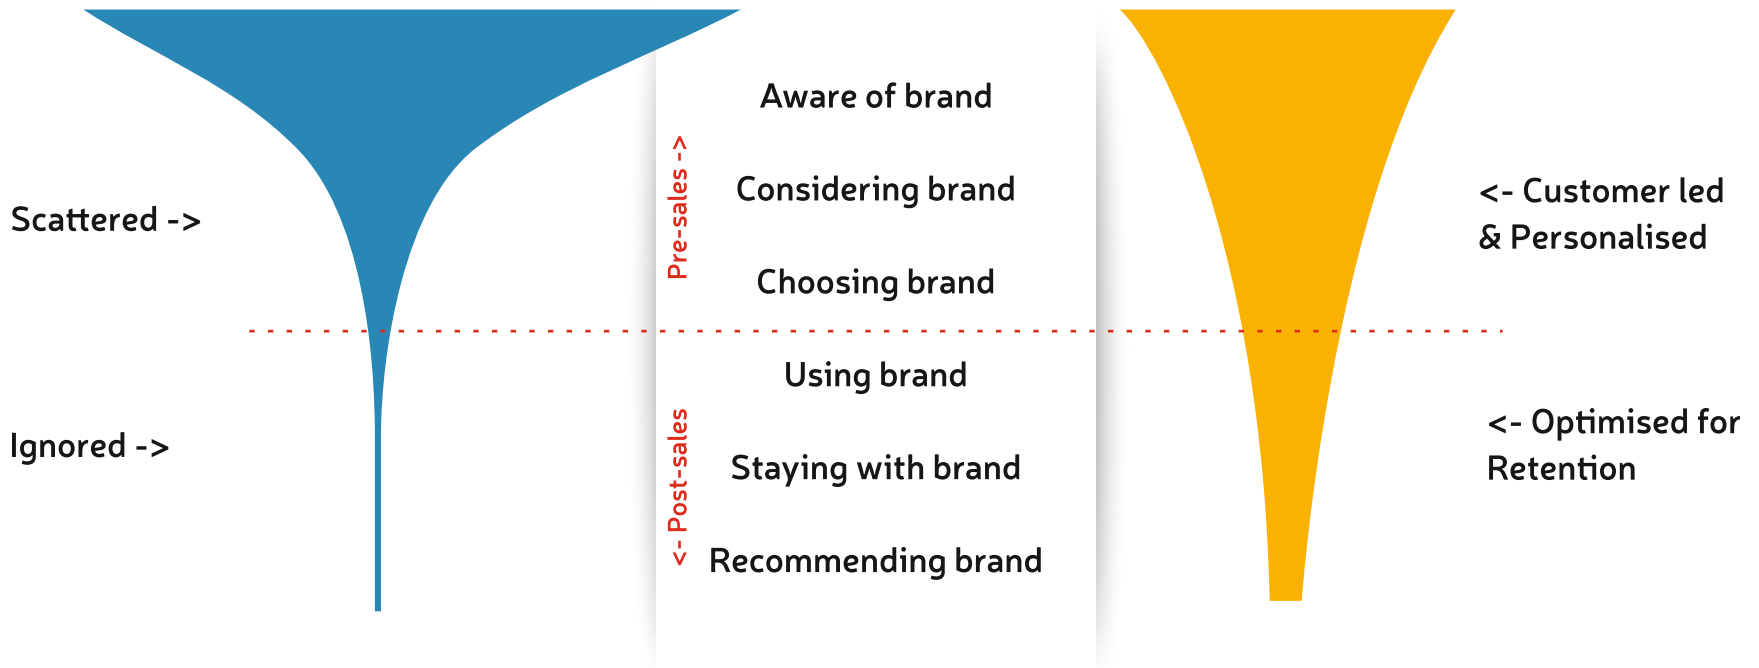 Scattered ->
Ignored ->
Pre-sales ->
<- Post-sales
Aware of brand
Considering brand
Choosing brand
Using brand
Staying with brand
Recommending brand
<- Customer led
& Personalised
<- Optimised for
Retention